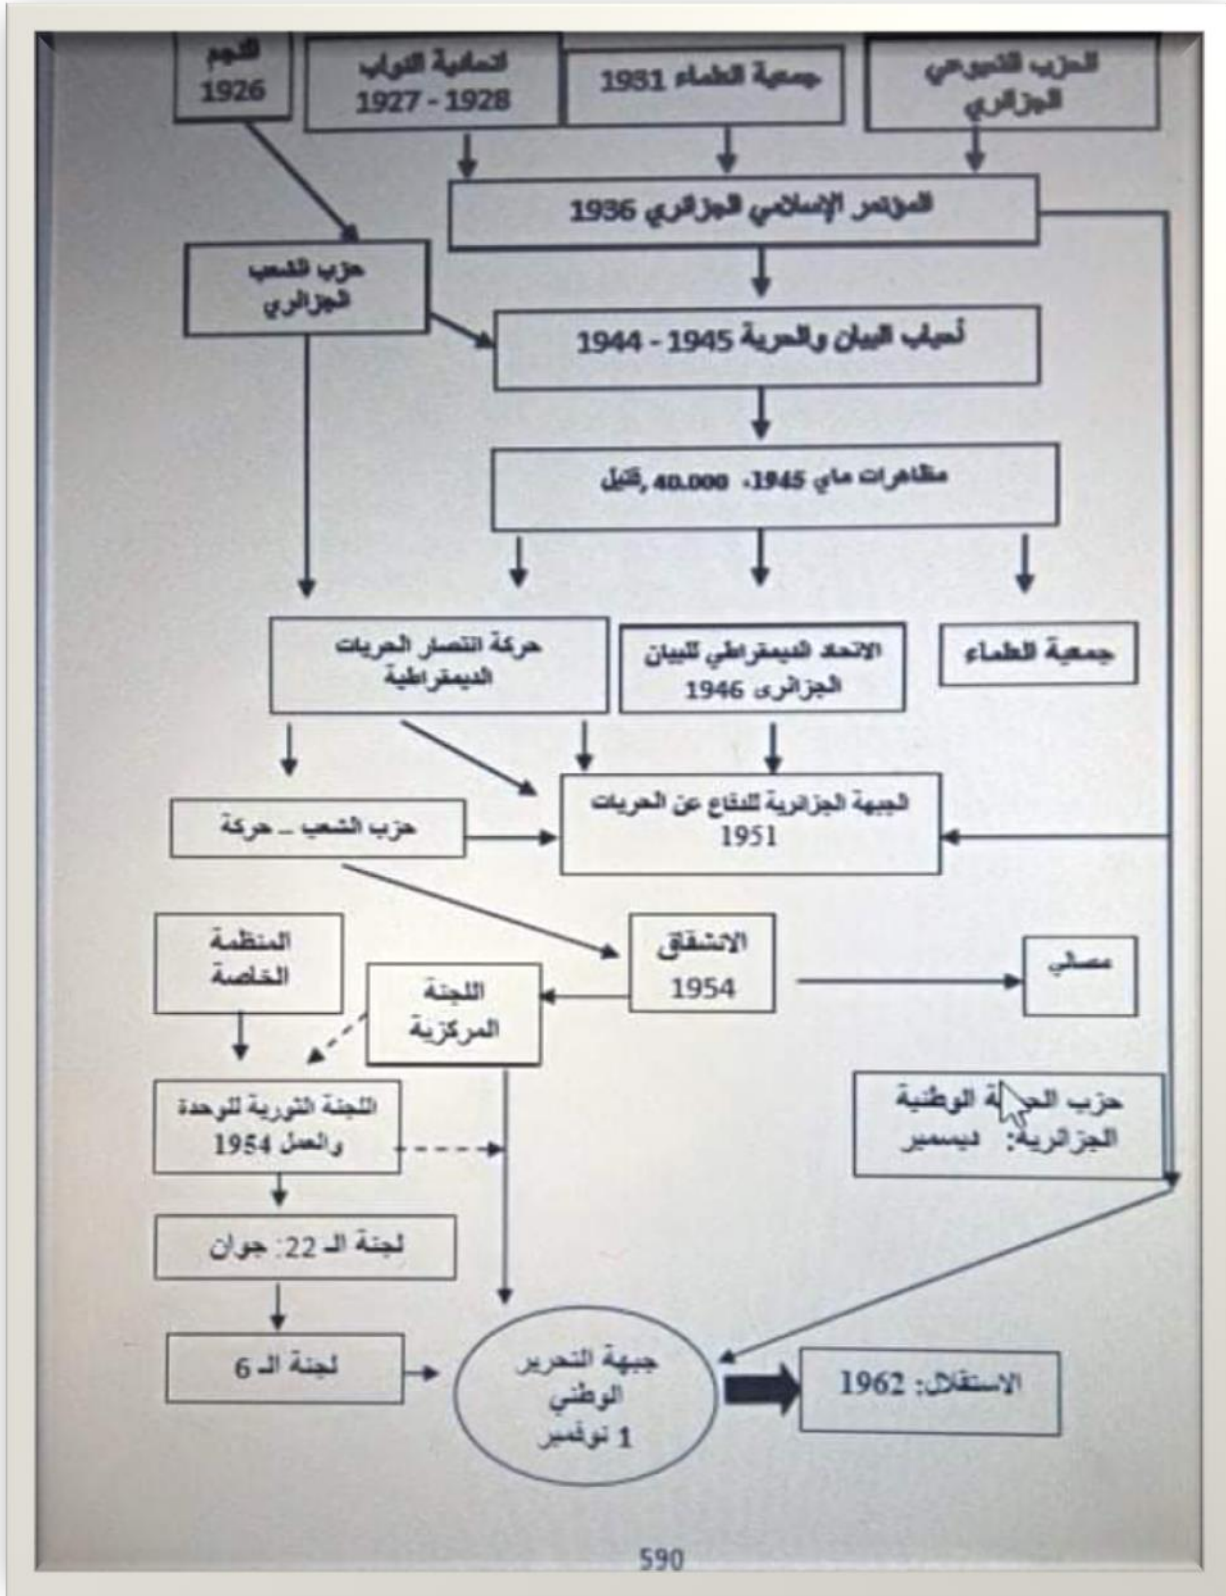 الحزب الشيوعي
الجزائري
جمعية العلماء 1931
اتحادية النواب
1927 - 1928
النجم
1926
المؤتمر الإسلامي الجزائري 1936
حزب الشعب
الجزائري
أحباب البيان والحرية 1945 - 1944
مظاهرات ماي 1945، 40.000 ,قتيل
جمعية العلماء
الاتحاد الديمقراطي للبيان
الجزائرى 1946
حركة انتصار الحريات
الديمقراطية
الجبهة الجزائرية للدفاع عن الحريات
1951
حزب الشعب – حركة
مصالي
الانشقاق
1954
اللجنة
المركزية
المنظمة
الخاصة
حزب الوطنية
الجزائرية: ديسمبر
اللجنة الثورية للوحدة
والعمل 1954
لجنة الـ 22: جوان
لجنة الـ 6
جبهة التحرير
الوطني
1 نوفمبر
الاستقلال: 1962
590